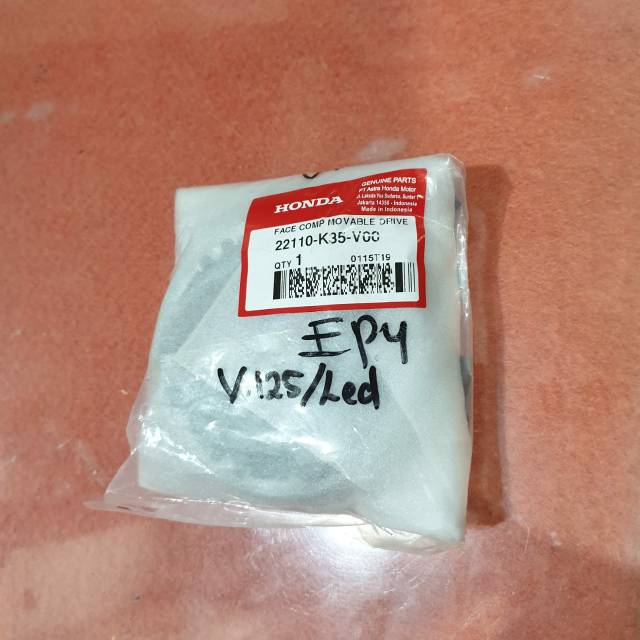 HONDA
GENUINE PARTS
PT Astra Honda Motor
Jakarta 14350 - Indonesia
Made in Indonesia
FACE COMP MOVABLE DRIVE
22110-K35-V00
QTY 1 0115T19
Epy
V.125/Led